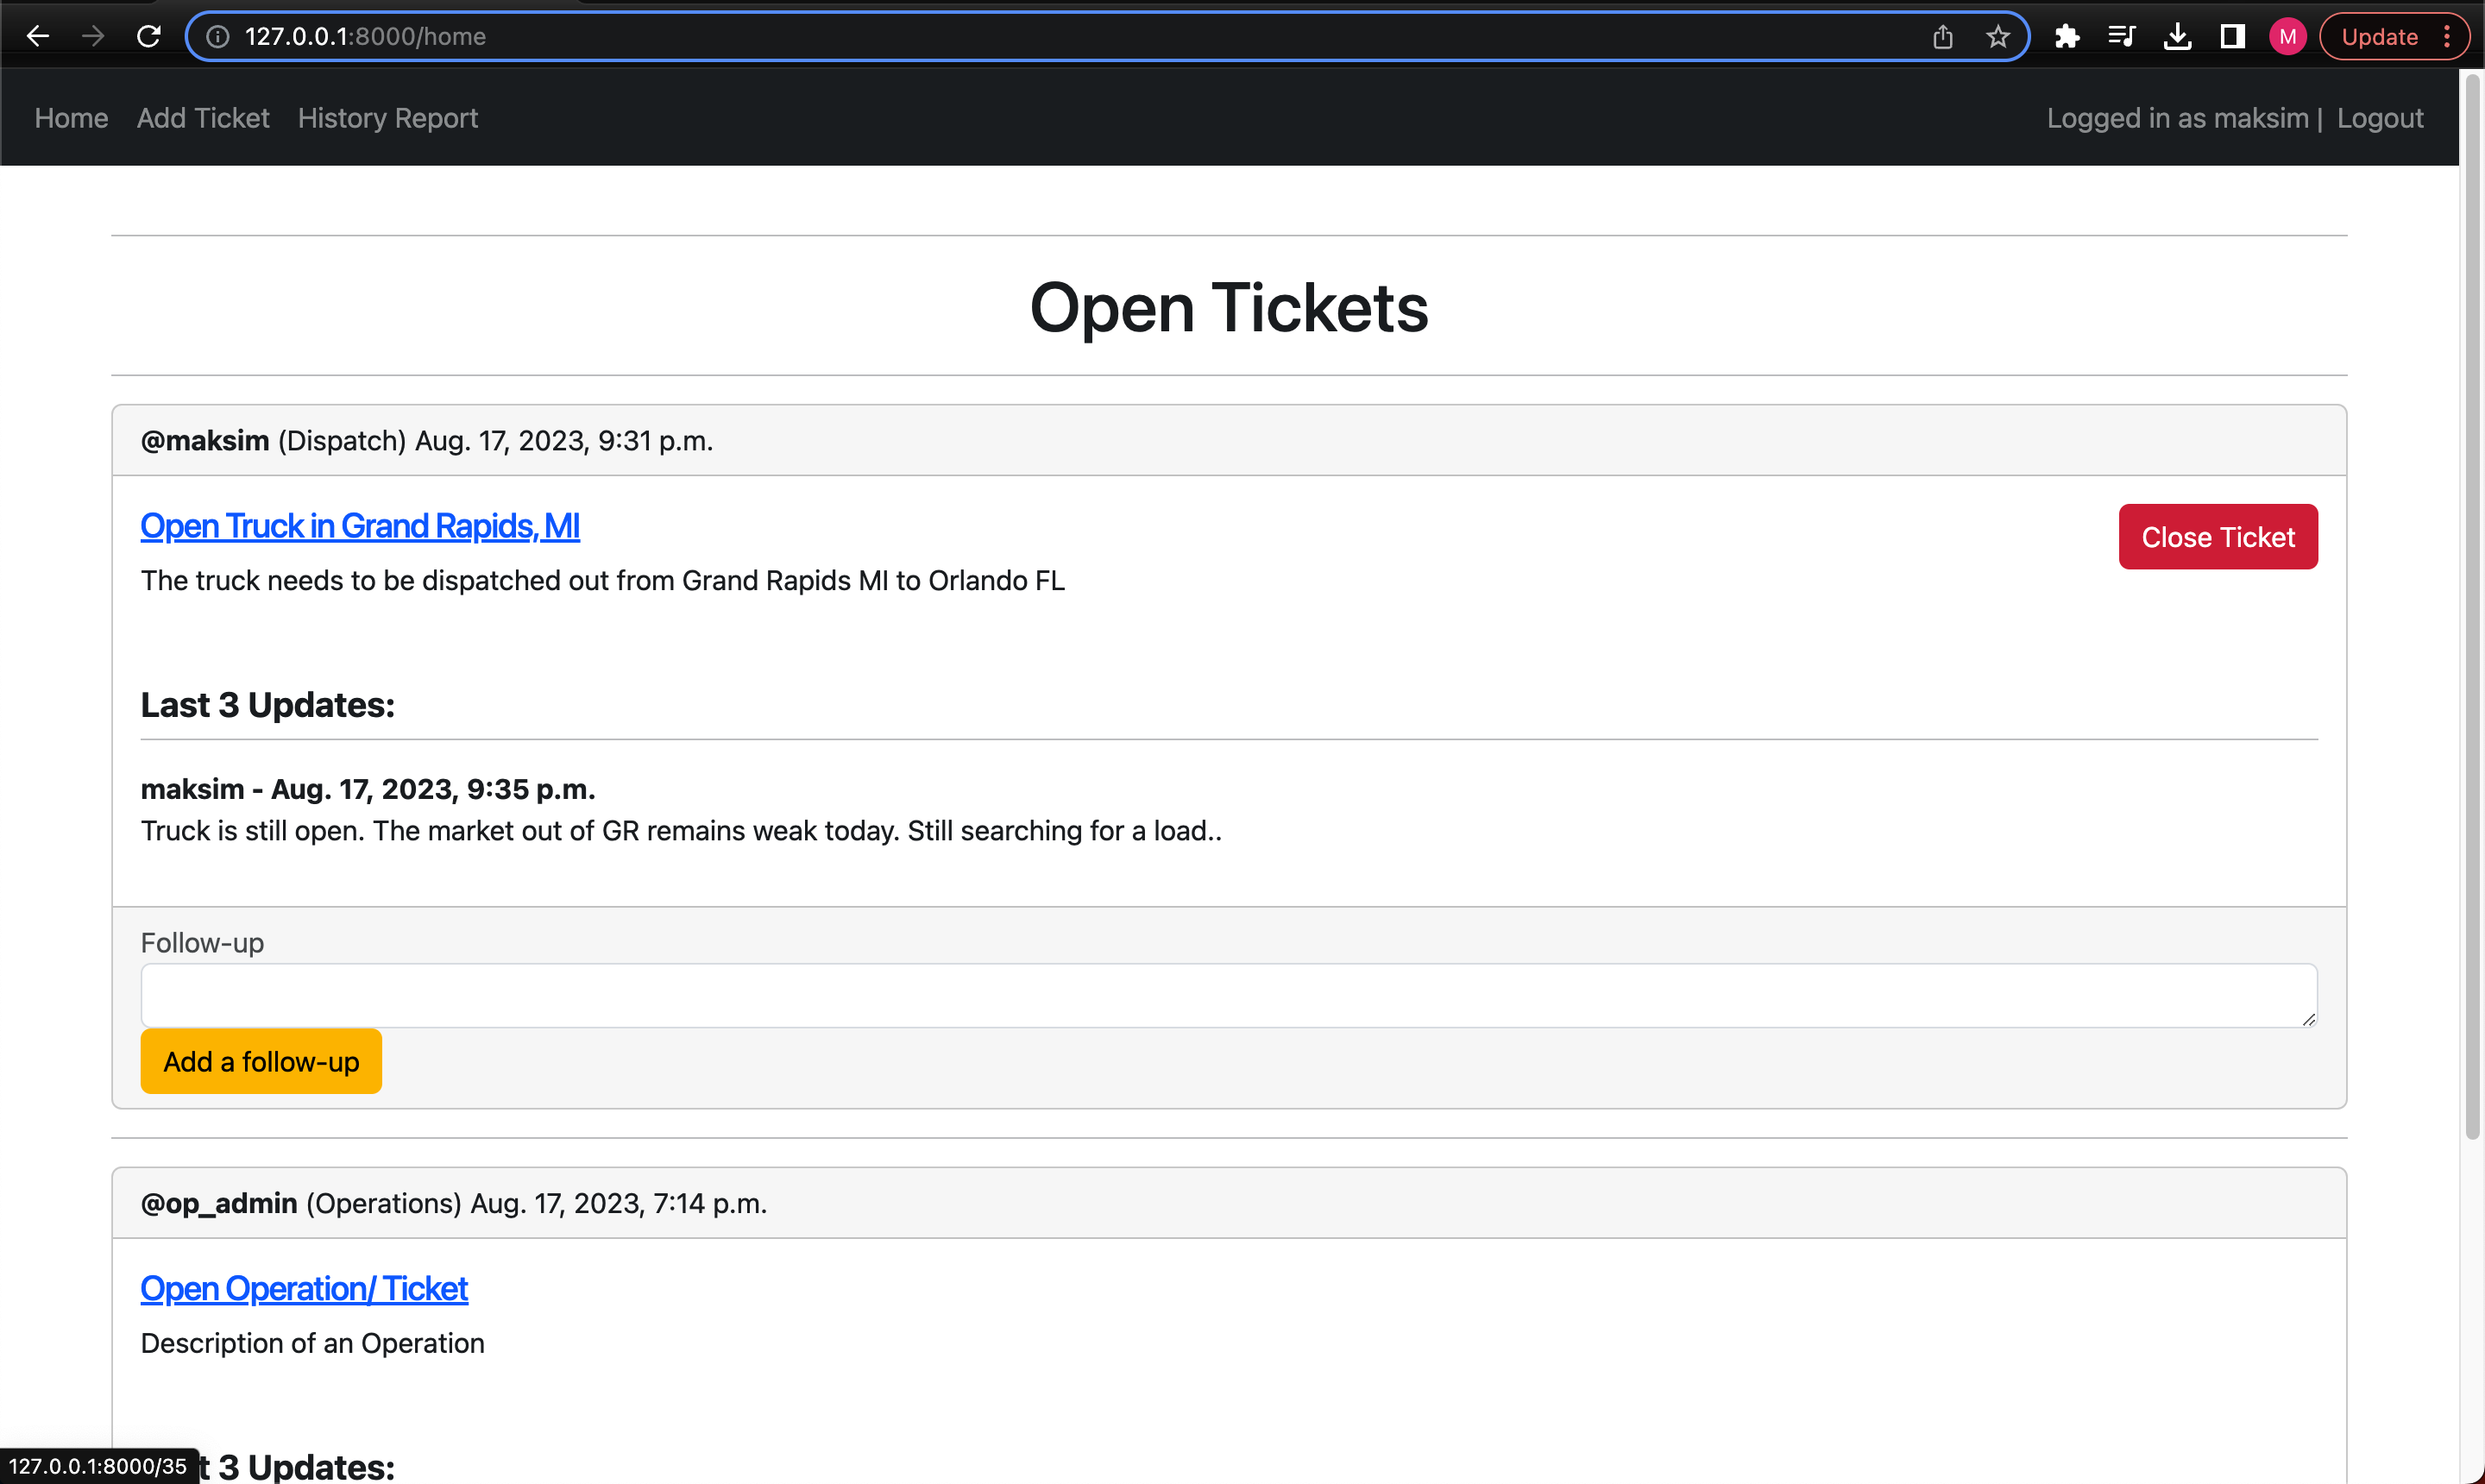 127.0.0.1:8000/home
M
Update
Home Add Ticket History Report Logged in as maksim | Logout
Open Tickets
@maksim (Dispatch) Aug. 17, 2023, 9:31 p.m.
Open Truck in Grand Rapids, MI
Close Ticket
The truck needs to be dispatched out from Grand Rapids MI to Orlando FL
Last 3 Updates:
maksim - Aug. 17, 2023, 9:35 p.m.
Truck is still open. The market out of GR remains weak today. Still searching for a load..
Follow-up
Add a follow-up
@op_admin (Operations) Aug. 17, 2023, 7:14 p.m.
Open Operation/ Ticket
Description of an Operation
t 3 Updates:
127.0.0.1:8000/35